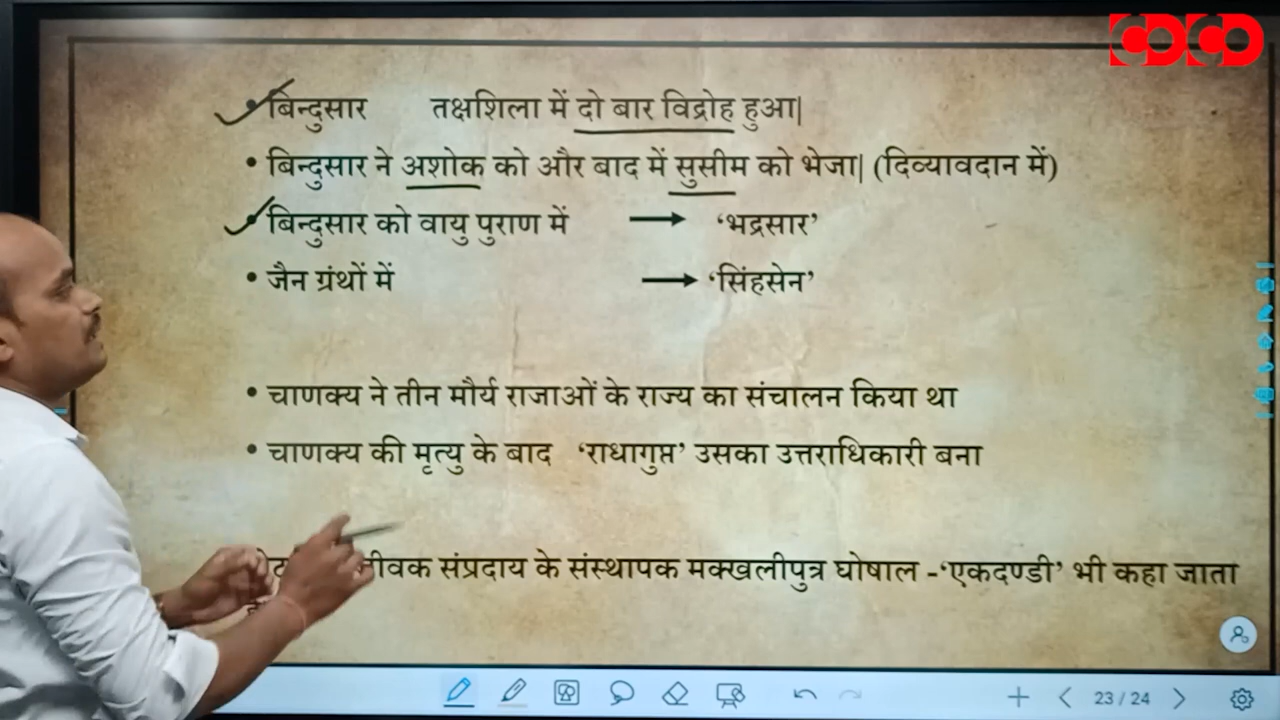 CDCD
• बिन्दुसार तक्षशिला में दो बार विद्रोह हुआ|
• बिन्दुसार ने अशोक को और बाद में सुसीम को भेजा| (दिव्यावदान में)
• बिन्दुसार को वायु पुराण में → ‘भद्रसार’
• जैन ग्रंथों में → ‘सिंहसेन’
• चाणक्य ने तीन मौर्य राजाओं के राज्य का संचालन किया था
• चाणक्य की मृत्यु के बाद ‘राधागुप्त’ उसका उत्तराधिकारी बना
संप्रदाय के संस्थापक मक्खलीपुत्र घोषाल -‘एकदण्डी’ भी कहा जाता
23 / 24